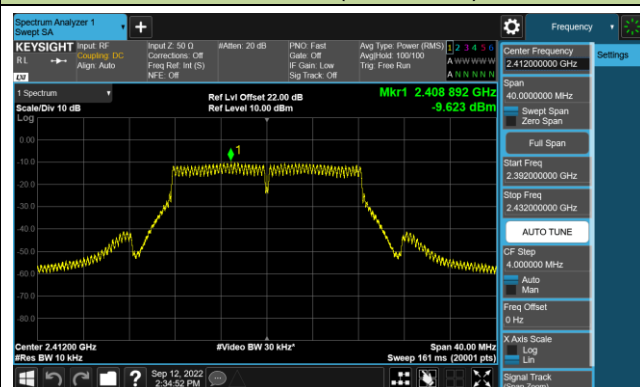 Spectrum Analyzer 1
Swept SA
Frequency
KEYSIGHT
RL
Input: RF
Coupling: DC
Align: Auto
Input Z: 50 Ω
Corrections: Off
Freq Ref: Int (S)
NFE: Off
#Atten: 20 dB
PNO: Fast
Gate: Off
IF Gain: Low
Sig Track: Off
Avg Type: Power (RMS)
Avg|Hold: 100/100
Trig: Free Run
1 2 3 4 5 6
A W W W W W
A N N N N N
Settings
Center Frequency
2.412000000 GHz
Span
40.0000000 MHz
Swept Span
Zero Span
Full Span
Start Freq
2.392000000 GHz
Stop Freq
2.432000000 GHz
AUTO TUNE
CF Step
4.000000 MHz
Auto
Man
Freq Offset
0 Hz
X Axis Scale
Log
Lin
Signal Track
(Span Zoom)
1 Spectrum
Scale/Div 10 dB
Log
Ref Lvl Offset 22.00 dB
Ref Level 10.00 dBm
Mkr1 2.408 892 GHz
-9.623 dBm
1
0.00
-10.0
-20.0
-30.0
-40.0
-50.0
-60.0
-70.0
-80.0
Center 2.41200 GHz
#Res BW 10 kHz
#Video BW 30 kHz*
Span 40.00 MHz
Sweep 161 ms (20001 pts)
Sep 12, 2022
2:34:52 PM